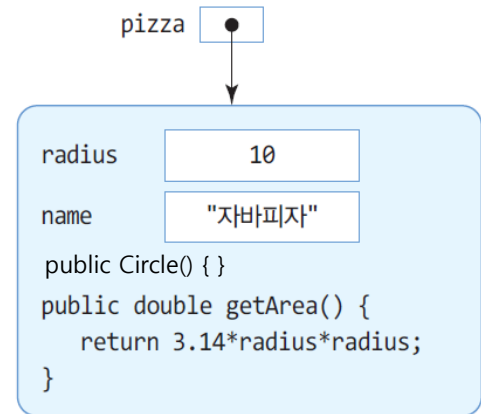 pizza
radius 10
name "자바피자"
public Circle() { }
public double getArea() {
return 3.14*radius*radius;
}